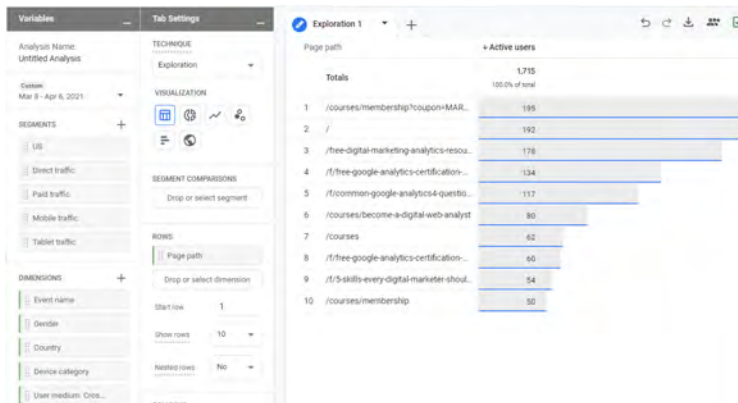 Variables
Analysis Name
Untitled Analysis
Custom
Mar 8 - Apr 6, 2021
SEGMENTS
US
Direct traffic
Paid traffic
Mobile traffic
Tablet traffic
DIMENSIONS
Event name
Gender
Country
Device category
User medium: Cros...
Tab Settings
TECHNIQUE
Exploration
VISUALIZATION
SEGMENT COMPARISONS
Drop or select segment
ROWS
Page path
Drop or select dimension
Start row 1
Show rows 10
Nested rows No
Exploration 1
Page path ↓ Active users
Totals 1,715
100.0% of total
1 /courses/membership?coupon=MAR... 195
2 / 192
3 /free-digital-marketing-analytics-resou... 178
4 /f/free-google-analytics-certification-... 134
5 /f/common-google-analytics4-questio... 117
6 /courses/become-a-digital-web-analyst 80
7 /courses 62
8 /f/free-google-analytics-certification-... 60
9 /f/5-skills-every-digital-marketer-shoul... 54
10 /courses/membership 50